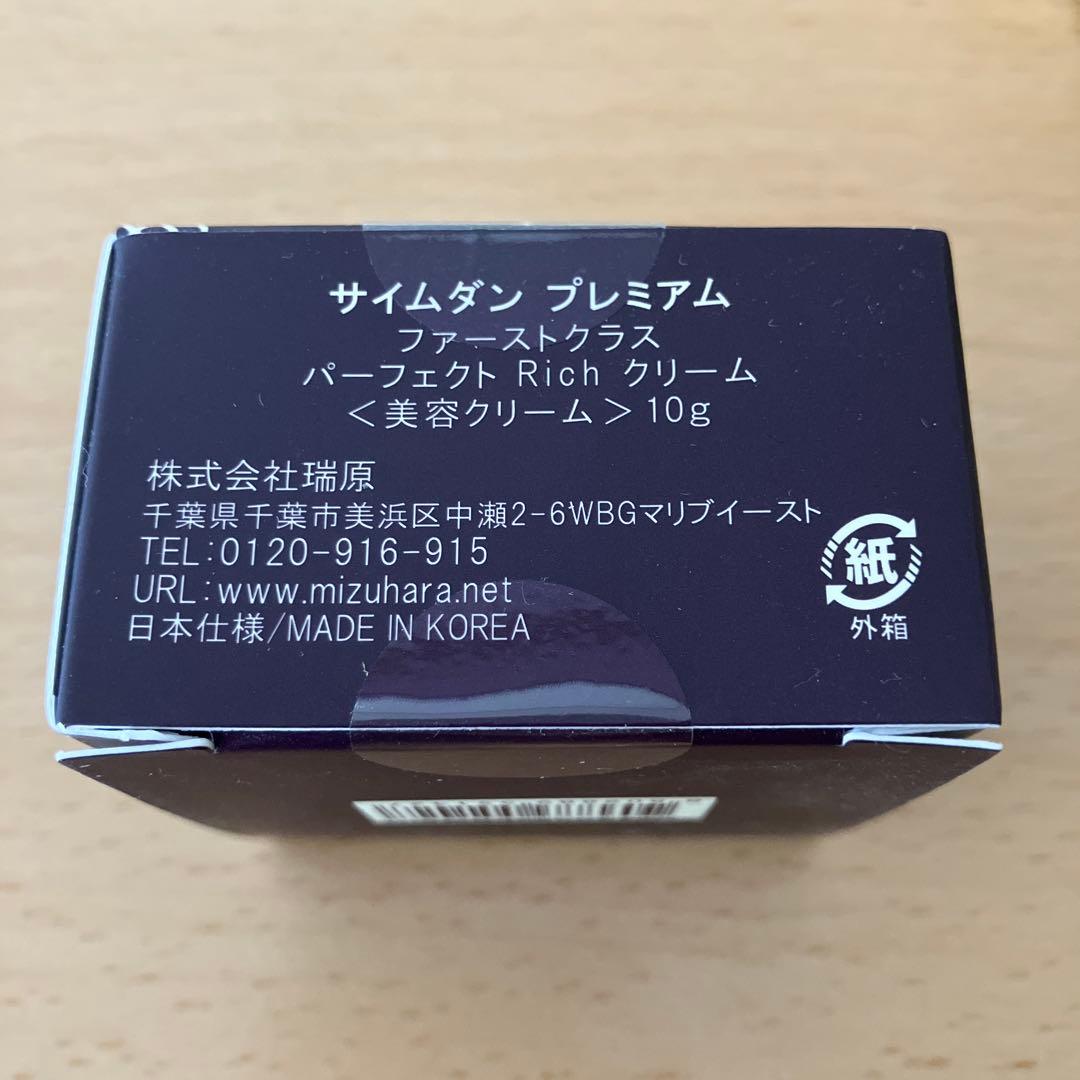 サイムダン プレミアム
ファーストクラス
パーフェクト Rich クリーム
＜美容クリーム＞10g
株式会社瑞原
千葉県千葉市美浜区中瀬2-6WBGマリブイースト
TEL:0120-916-915
URL:www.mizuhara.net
日本仕様/MADE IN KOREA
紙
外箱